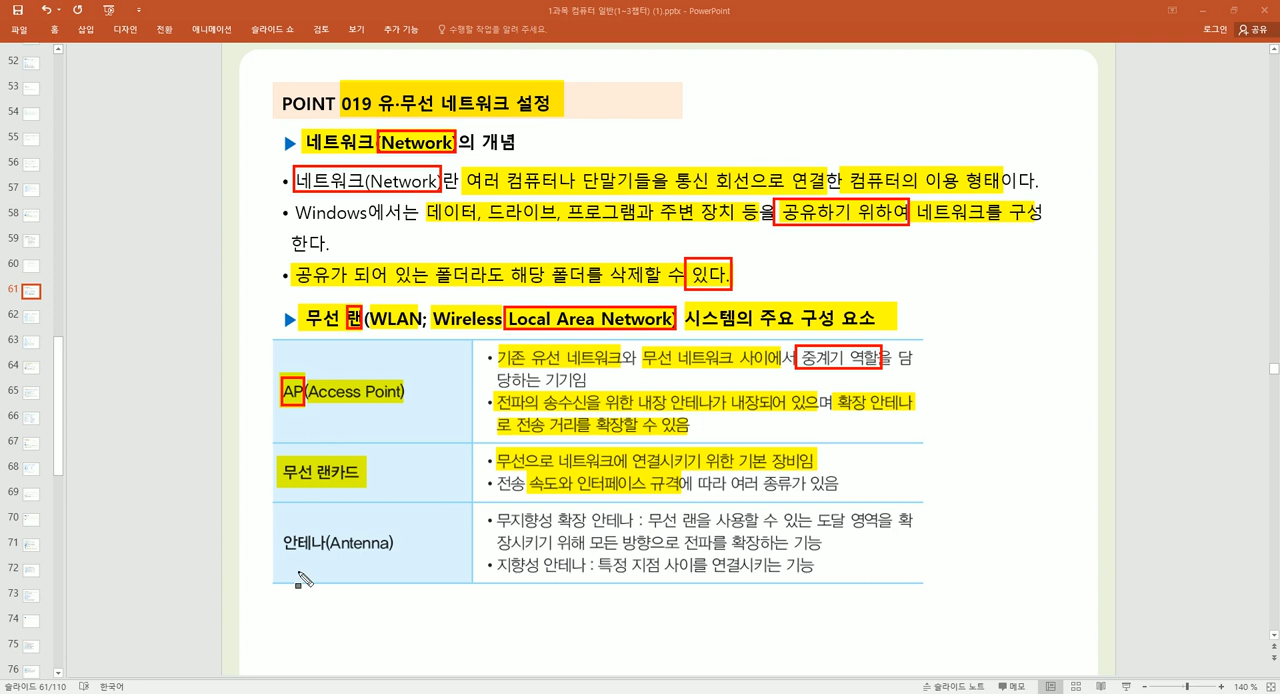 1과목 컴퓨터 일반(1~3챕터) (1).pptx - PowerPoint
파일 홈 삽입 디자인 전환 애니메이션 슬라이드 쇼 검토 보기 추가 기능 수행할 작업을 알려 주세요. 로그인 공유
52
53
54
55
56
57
58
59
60
61
62
63
64
65
66
67
68
69
70
71
72
73
74
75
76
POINT 019 유·무선 네트워크 설정
▶ 네트워크(Network)의 개념
• 네트워크(Network)란 여러 컴퓨터나 단말기들을 통신 회선으로 연결한 컴퓨터의 이용 형태이다.
• Windows에서는 데이터, 드라이브, 프로그램과 주변 장치 등을 공유하기 위하여 네트워크를 구성
한다.
• 공유가 되어 있는 폴더라도 해당 폴더를 삭제할 수 있다.
▶ 무선 랜(WLAN; Wireless Local Area Network) 시스템의 주요 구성 요소
AP(Access Point)
• 기존 유선 네트워크와 무선 네트워크 사이에서 중계기 역할을 담
당하는 기기임
• 전파의 송수신을 위한 내장 안테나가 내장되어 있으며 확장 안테나
로 전송 거리를 확장할 수 있음
무선 랜카드
• 무선으로 네트워크에 연결시키기 위한 기본 장비임
• 전송 속도와 인터페이스 규격에 따라 여러 종류가 있음
안테나(Antenna)
• 무지향성 확장 안테나 : 무선 랜을 사용할 수 있는 도달 영역을 확
장시키기 위해 모든 방향으로 전파를 확장하는 기능
• 지향성 안테나 : 특정 지점 사이를 연결시키는 기능
슬라이드 61/110 한국어 슬라이드 노트 메모 140 %